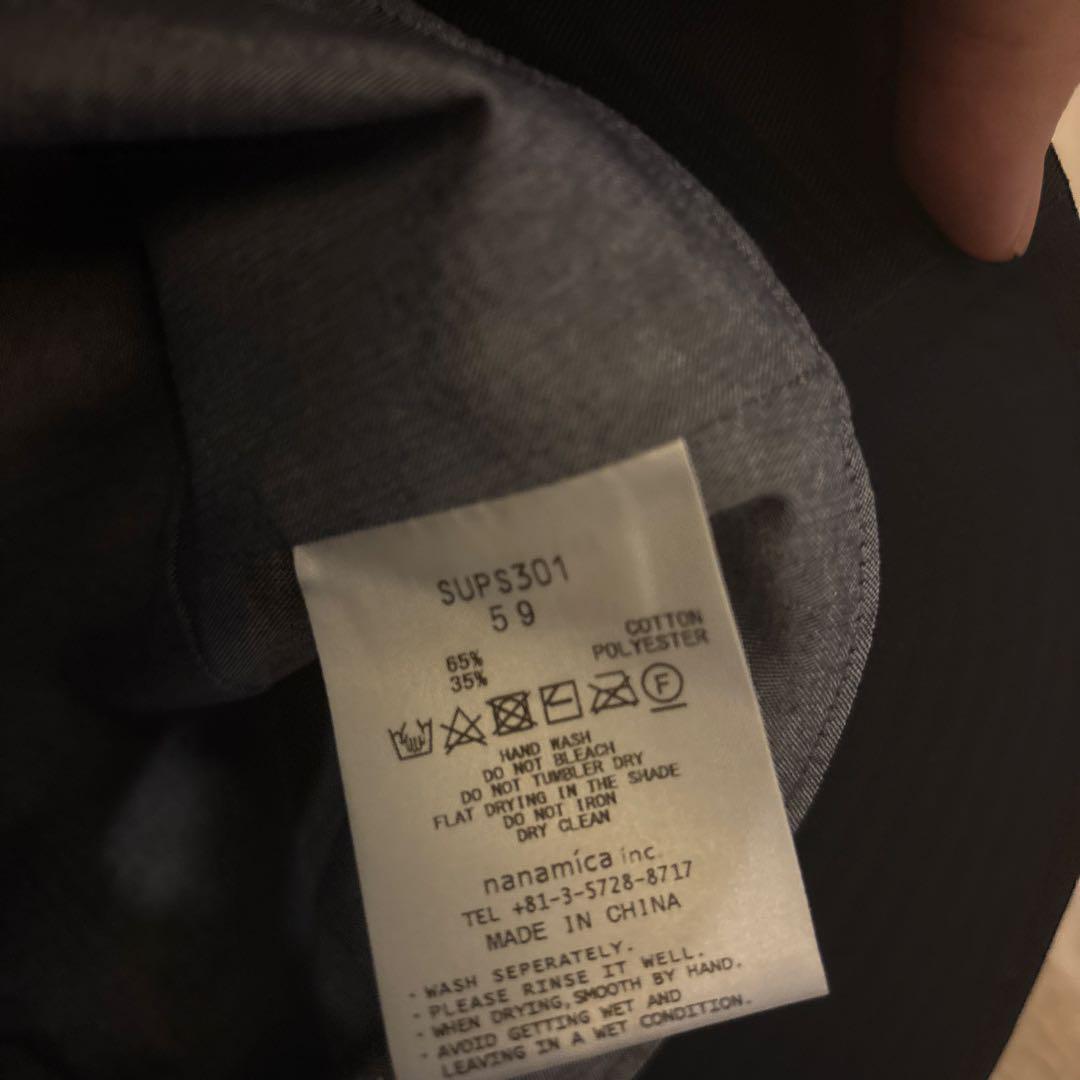 SUPS301
59
65% COTTON
35% POLYESTER
F
HAND WASH
DO NOT BLEACH
DO NOT TUMBLER DRY
FLAT DRYING IN THE SHADE
DO NOT IRON
DRY CLEAN
nanamica inc.
TEL +81-3-5728-8717
MADE IN CHINA
· WASH SEPERATELY.
· PLEASE RINSE IT WELL.
· WHEN DRYING,SMOOTH BY HAND.
· AVOID GETTING WET AND
LEAVING IN A WET CONDITION.